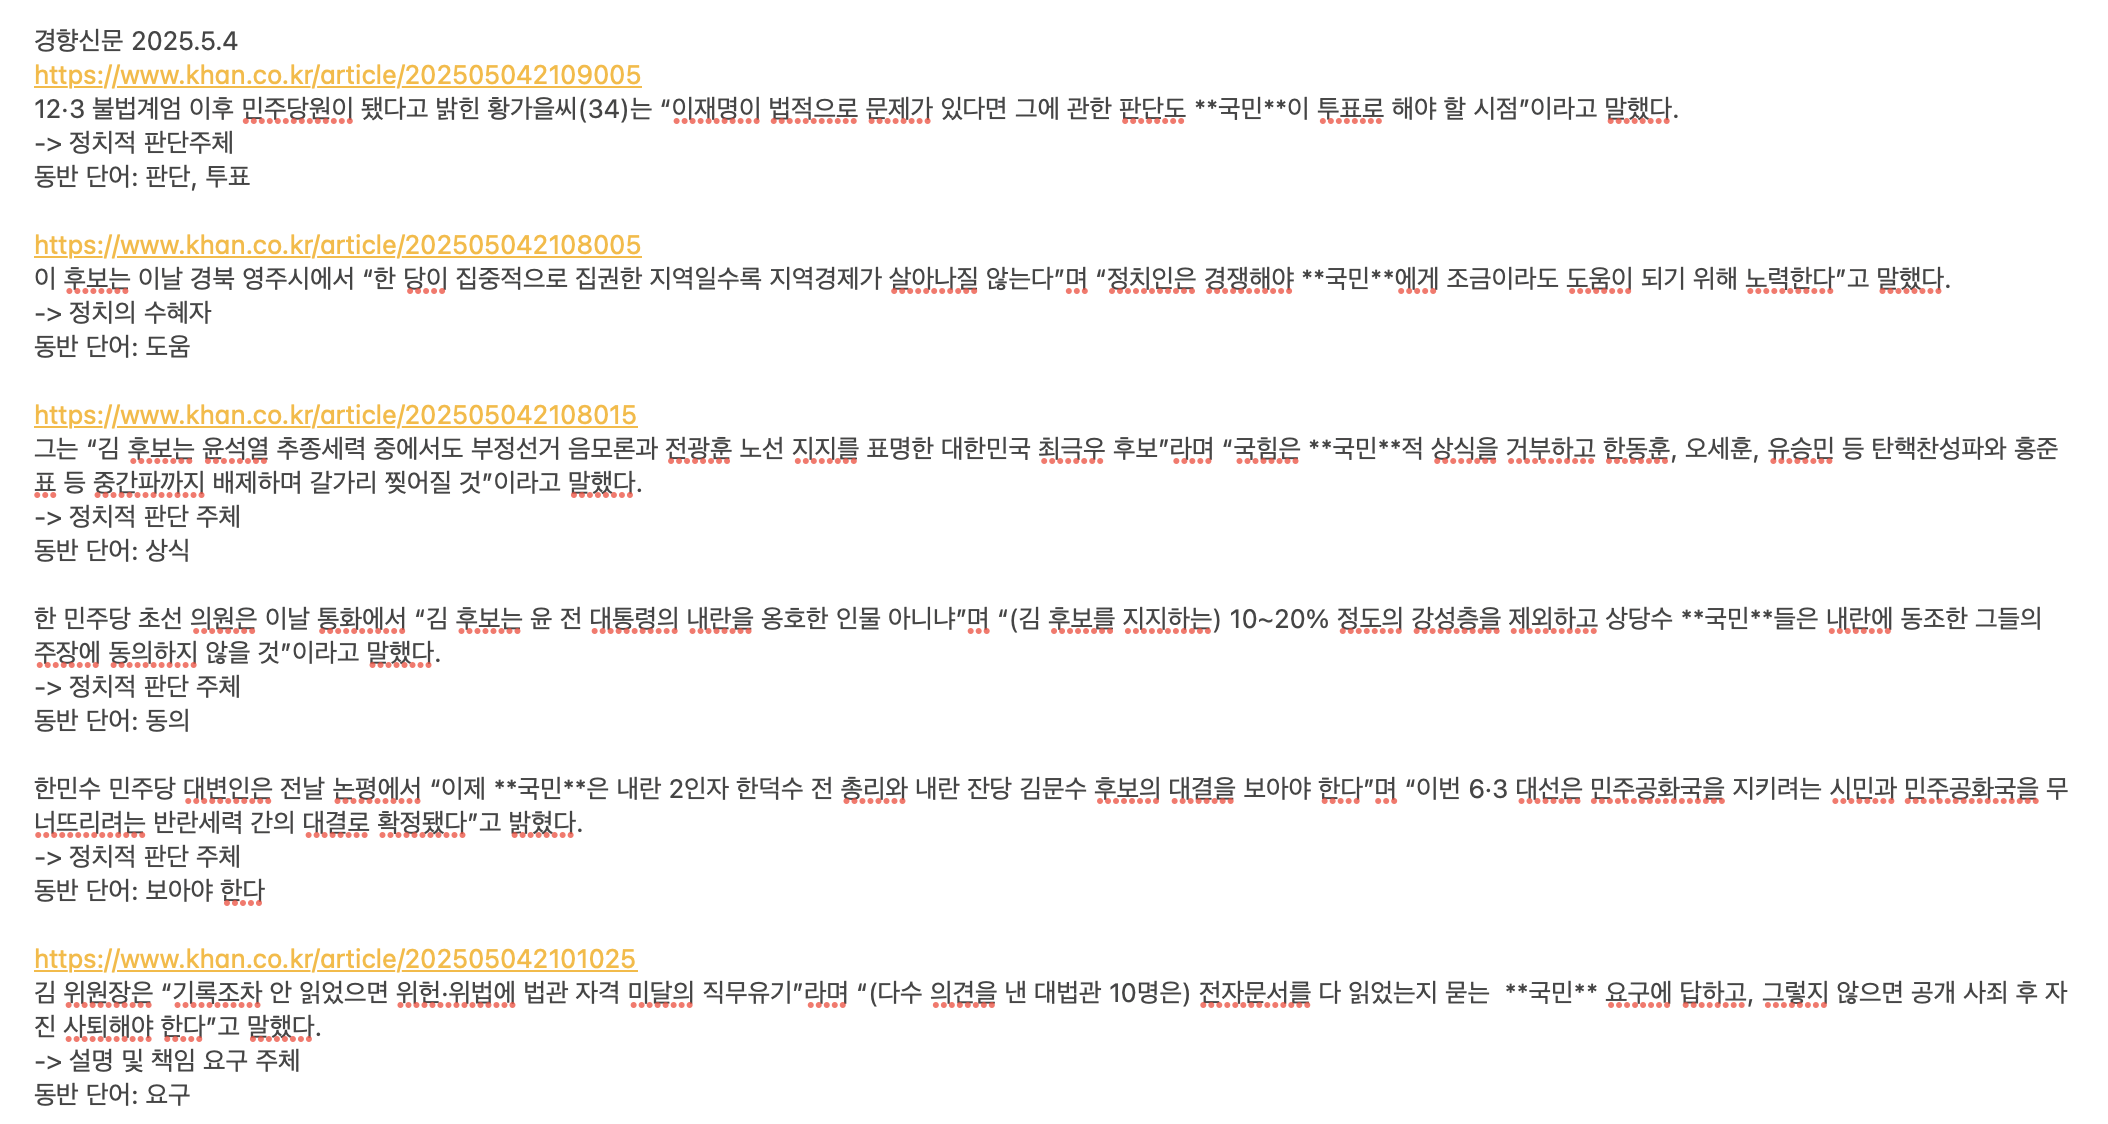 경향신문 2025.5.4
https://www.khan.co.kr/article/202505042109005
12·3 불법계엄 이후 민주당원이 됐다고 밝힌 황가을씨(34)는 “이재명이 법적으로 문제가 있다면 그에 관한 판단도 **국민**이 투표로 해야 할 시점”이라고 말했다.
-> 정치적 판단주체
동반 단어: 판단, 투표
https://www.khan.co.kr/article/202505042108005
이 후보는 이날 경북 영주시에서 “한 당이 집중적으로 집권한 지역일수록 지역경제가 살아나질 않는다”며 “정치인은 경쟁해야 **국민**에게 조금이라도 도움이 되기 위해 노력한다”고 말했다.
-> 정치의 수혜자
동반 단어: 도움
https://www.khan.co.kr/article/202505042108015
그는 “김 후보는 윤석열 추종세력 중에서도 부정선거 음모론과 전광훈 노선 지지를 표명한 대한민국 최극우 후보”라며 “국힘은 **국민**적 상식을 거부하고 한동훈, 오세훈, 유승민 등 탄핵찬성파와 홍준
표 등 중간파까지 배제하며 갈가리 찢어질 것”이라고 말했다.
-> 정치적 판단 주체
동반 단어: 상식
한 민주당 초선 의원은 이날 통화에서 “김 후보는 윤 전 대통령의 내란을 옹호한 인물 아니냐”며 “(김 후보를 지지하는) 10~20% 정도의 강성층을 제외하고 상당수 **국민**들은 내란에 동조한 그들의
주장에 동의하지 않을 것”이라고 말했다.
-> 정치적 판단 주체
동반 단어: 동의
한민수 민주당 대변인은 전날 논평에서 “이제 **국민**은 내란 2인자 한덕수 전 총리와 내란 잔당 김문수 후보의 대결을 보아야 한다”며 “이번 6·3 대선은 민주공화국을 지키려는 시민과 민주공화국을 무
너뜨리려는 반란세력 간의 대결로 확정됐다”고 밝혔다.
-> 정치적 판단 주체
동반 단어: 보아야 한다
https://www.khan.co.kr/article/202505042101025
김 위원장은 “기록조차 안 읽었으면 위헌·위법에 법관 자격 미달의 직무유기”라며 “(다수 의견을 낸 대법관 10명은) 전자문서를 다 읽었는지 묻는  **국민** 요구에 답하고, 그렇지 않으면 공개 사죄 후 자
진 사퇴해야 한다”고 말했다.
-> 설명 및 책임 요구 주체
동반 단어: 요구